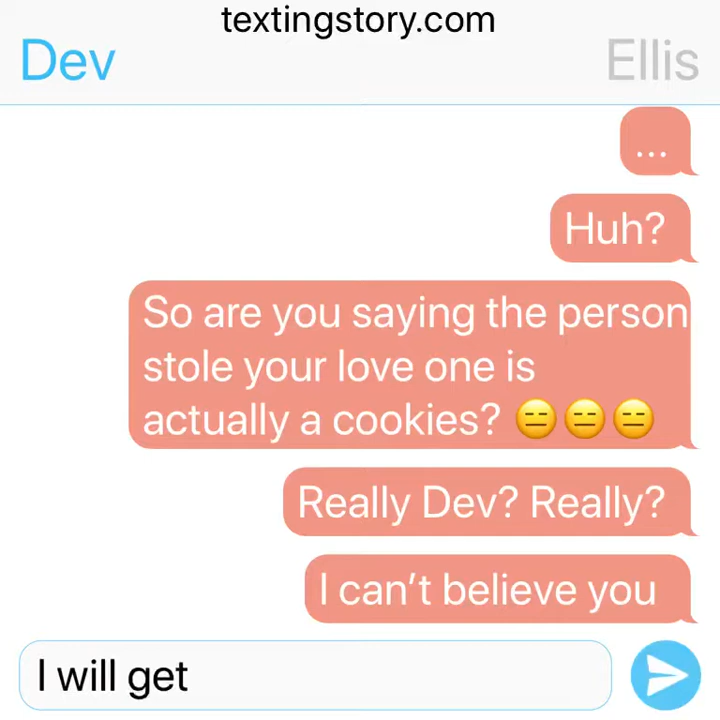 textingstory.com
Dev
Ellis
...
Huh?
So are you saying the person
stole your love one is
actually a cookies? 😑😑😑
Really Dev? Really?
I can’t believe you
I will get